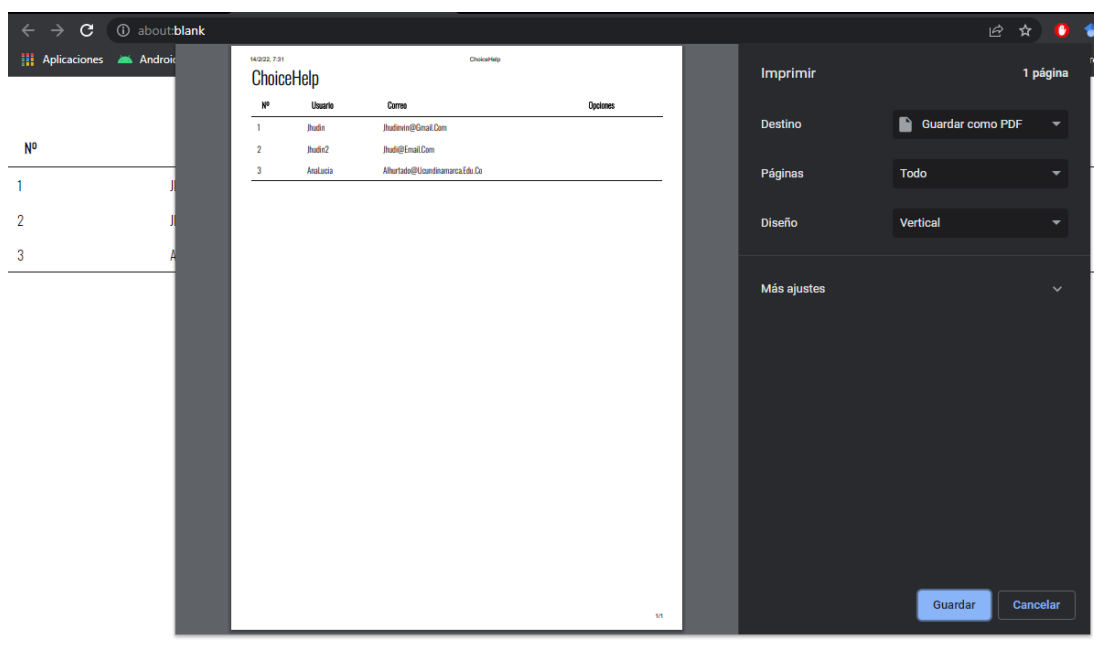 about:blank
Aplicaciones Androi
Nº
1 J
2 J
3 A
14/2/22, 7:31 ChoiceHelp
ChoiceHelp
Nº Usuario Correo Opciones
1 Jhudin Jhudinvin@Gmail.Com
2 Jhudin2 Jhudi@Email.Com
3 AnaLucia Alhurtado@Ucundinamarca.Edu.Co
1/1
Imprimir 1 página
Destino Guardar como PDF
Páginas Todo
Diseño Vertical
Más ajustes
Guardar Cancelar